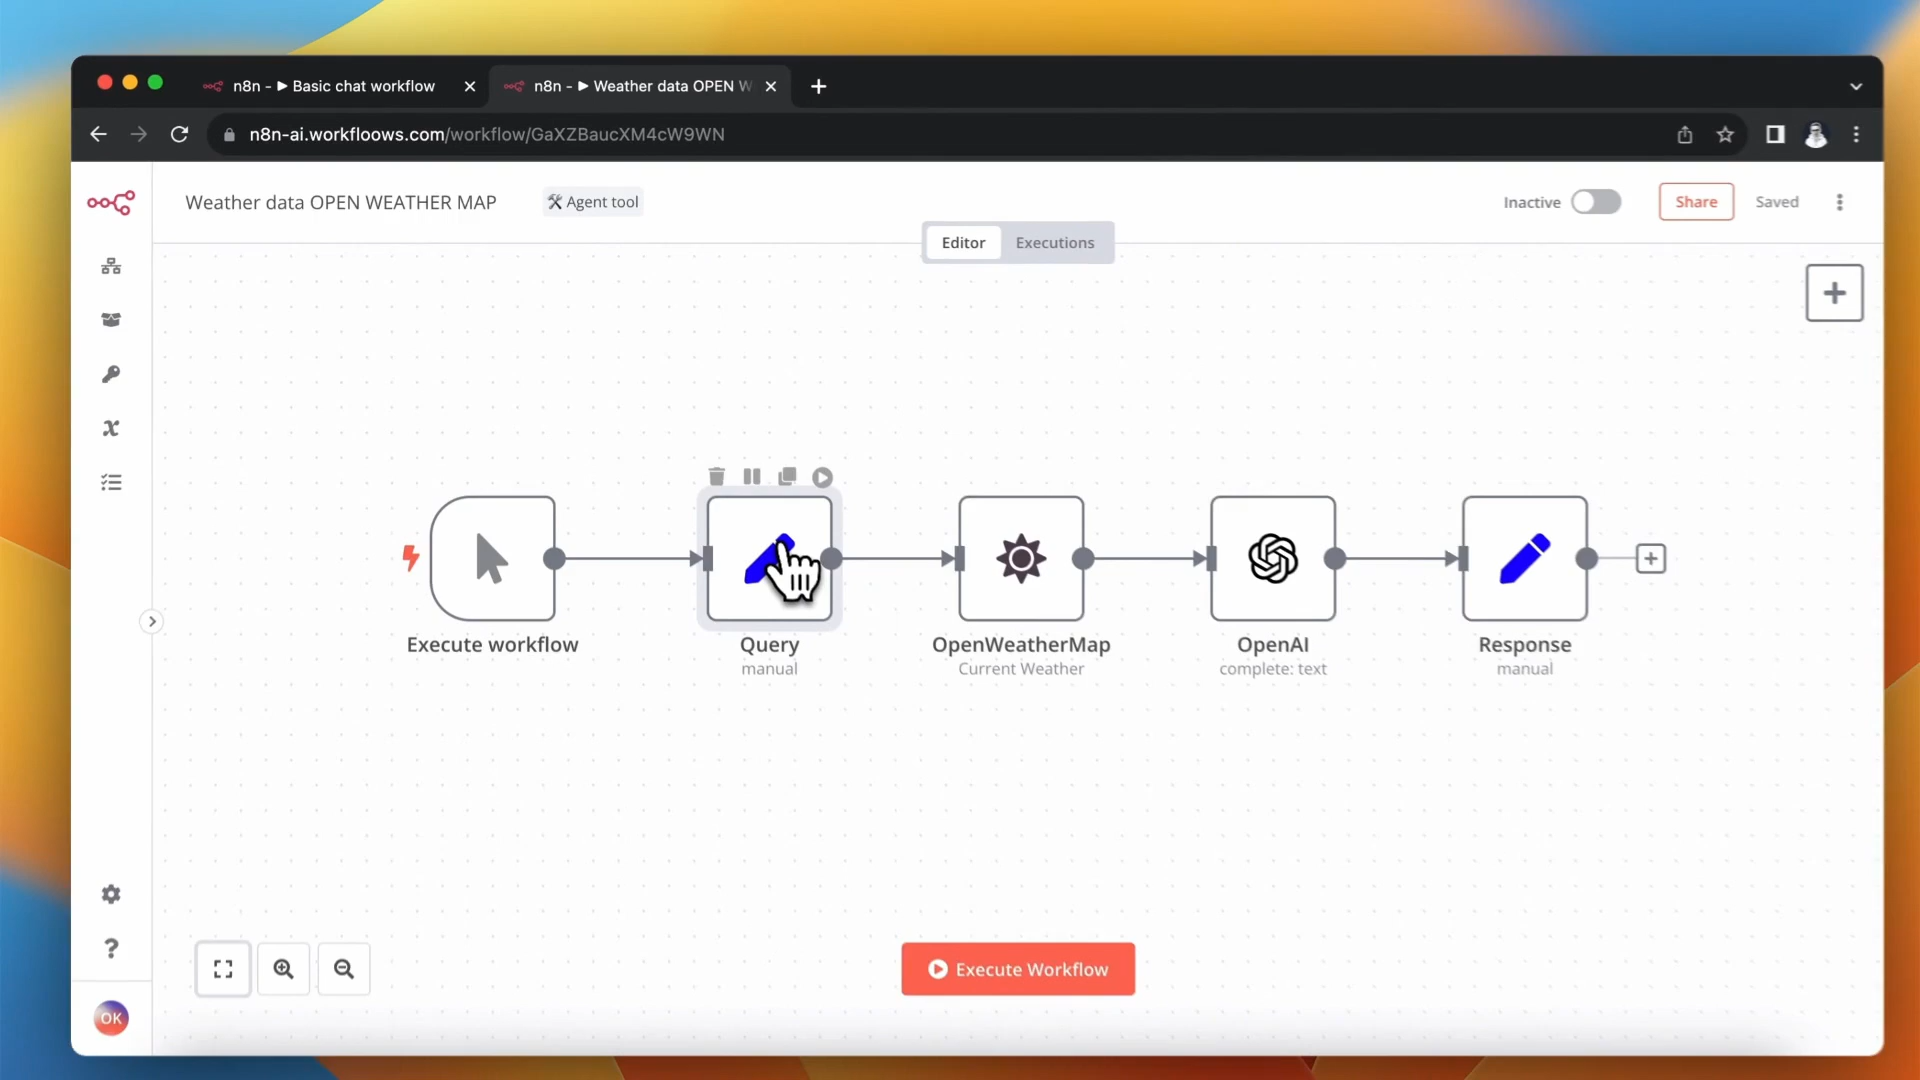 n8n - ▶ Basic chat workflow
n8n - ▶ Weather data OPEN W
n8n-ai.workfloows.com/workflow/GaXZBaucXM4cW9WN
Weather data OPEN WEATHER MAP
🛠 Agent tool
Inactive
Share
Saved
Editor
Executions
Execute workflow
Query
manual
OpenWeatherMap
Current Weather
OpenAI
complete: text
Response
manual
Execute Workflow
OK